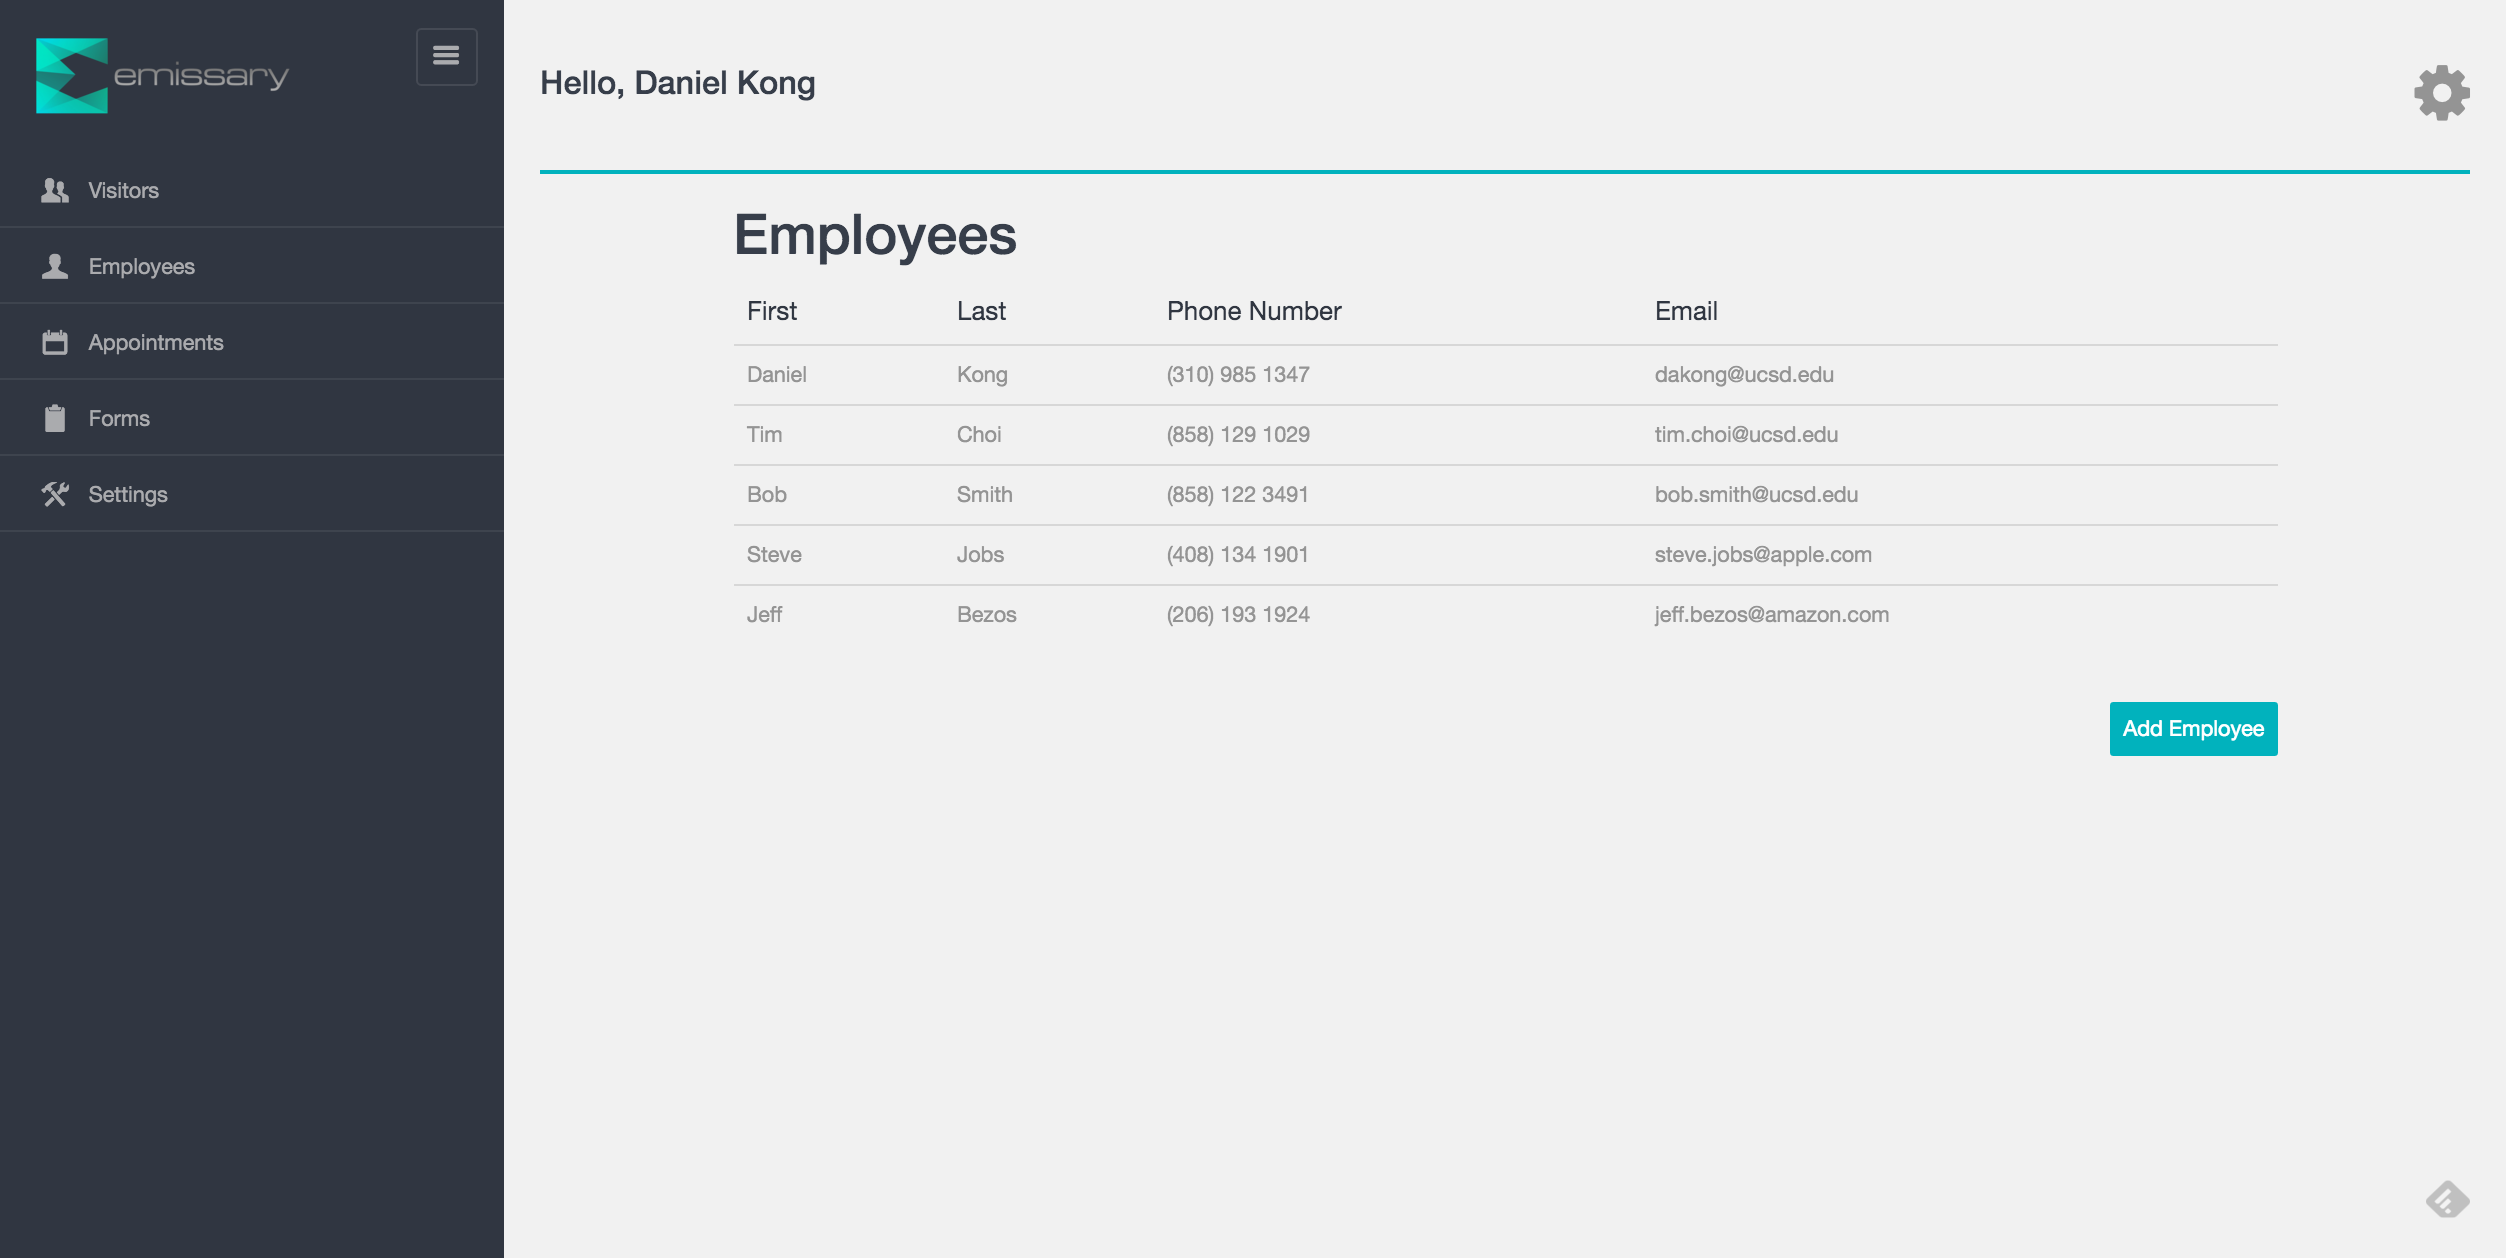 emissary
Visitors
Employees
Appointments
Forms
Settings
Hello, Daniel Kong
Employees
First Last Phone Number Email
Daniel Kong (310) 985 1347 dakong@ucsd.edu
Tim Choi (858) 129 1029 tim.choi@ucsd.edu
Bob Smith (858) 122 3491 bob.smith@ucsd.edu
Steve Jobs (408) 134 1901 steve.jobs@apple.com
Jeff Bezos (206) 193 1924 jeff.bezos@amazon.com
Add Employee